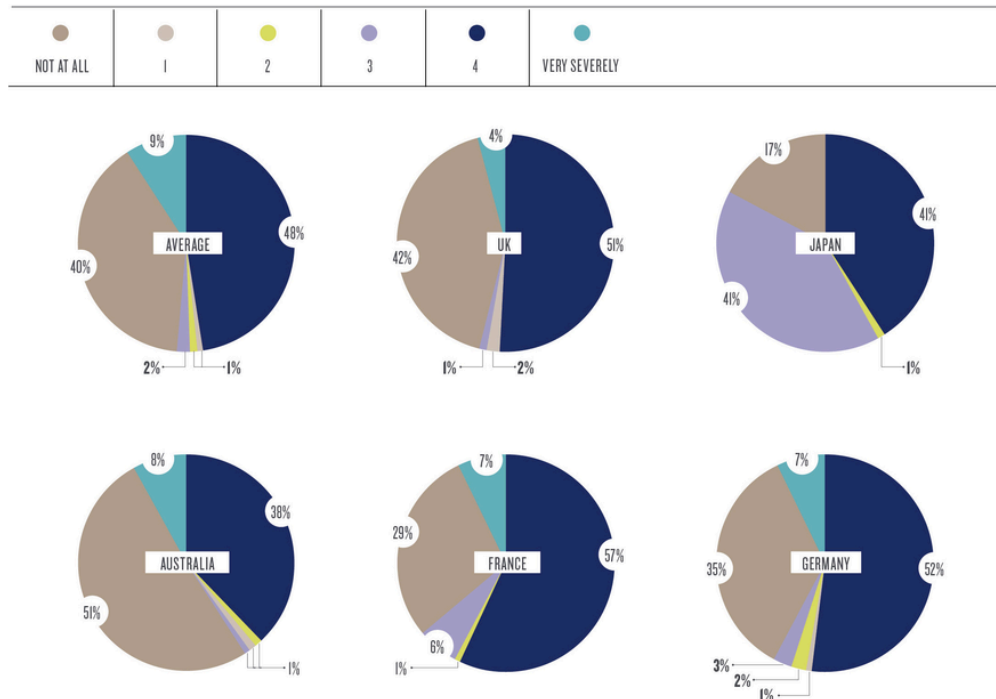 NOT AT ALL 1 2 3 4 VERY SEVERELY
9% 4% 17%
48% 41%
AVERAGE UK JAPAN
40% 42% 51%
41%
2% 1% 1% 2% 1%
8% 7% 7%
38%
29%
57% 35% 52%
AUSTRALIA FRANCE GERMANY
51%
6%
1% 1% 3%
2%
1%